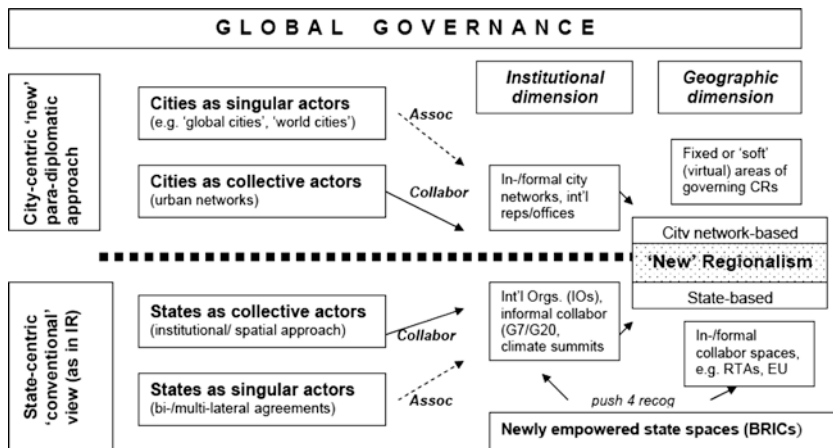 GLOBAL GOVERNANCE
City-centric 'new'
para-diplomatic
approach
Cities as singular actors
(e.g. 'global cities', 'world cities')
Assoc
Cities as collective actors
(urban networks)
Collabor
Institutional
dimension
In-/formal city
networks, int'l
reps/offices
Geographic
dimension
Fixed or 'soft'
(virtual) areas of
governing CRs
City network-based
'New' Regionalism
State-based
State-centric
'conventional'
view (as in IR)
States as collective actors
(institutional/ spatial approach)
Collabor
States as singular actors
(bi-/multi-lateral agreements)
Assoc
Int'l Orgs. (IOs),
informal collabor
(G7/G20,
climate summits
In-/formal
collabor spaces,
e.g. RTAs, EU
push 4 recog
Newly empowered state spaces (BRICs)